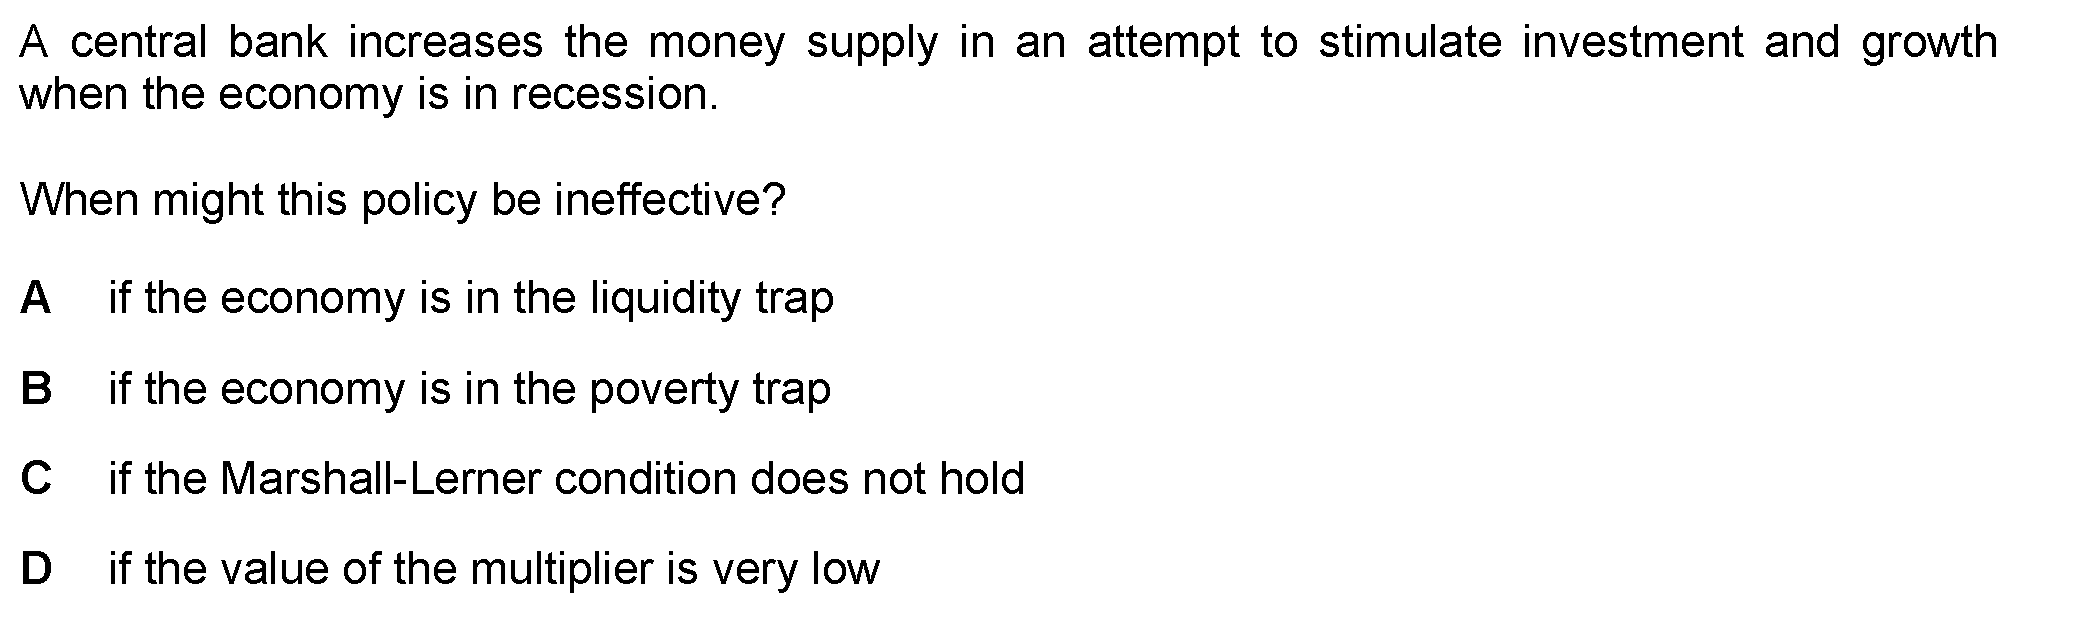 A central bank increases the money supply in an attempt to stimulate investment and growth
when the economy is in recession.
When might this policy be ineffective?
A if the economy is in the liquidity trap
B if the economy is in the poverty trap
C if the Marshall-Lerner condition does not hold
D if the value of the multiplier is very low